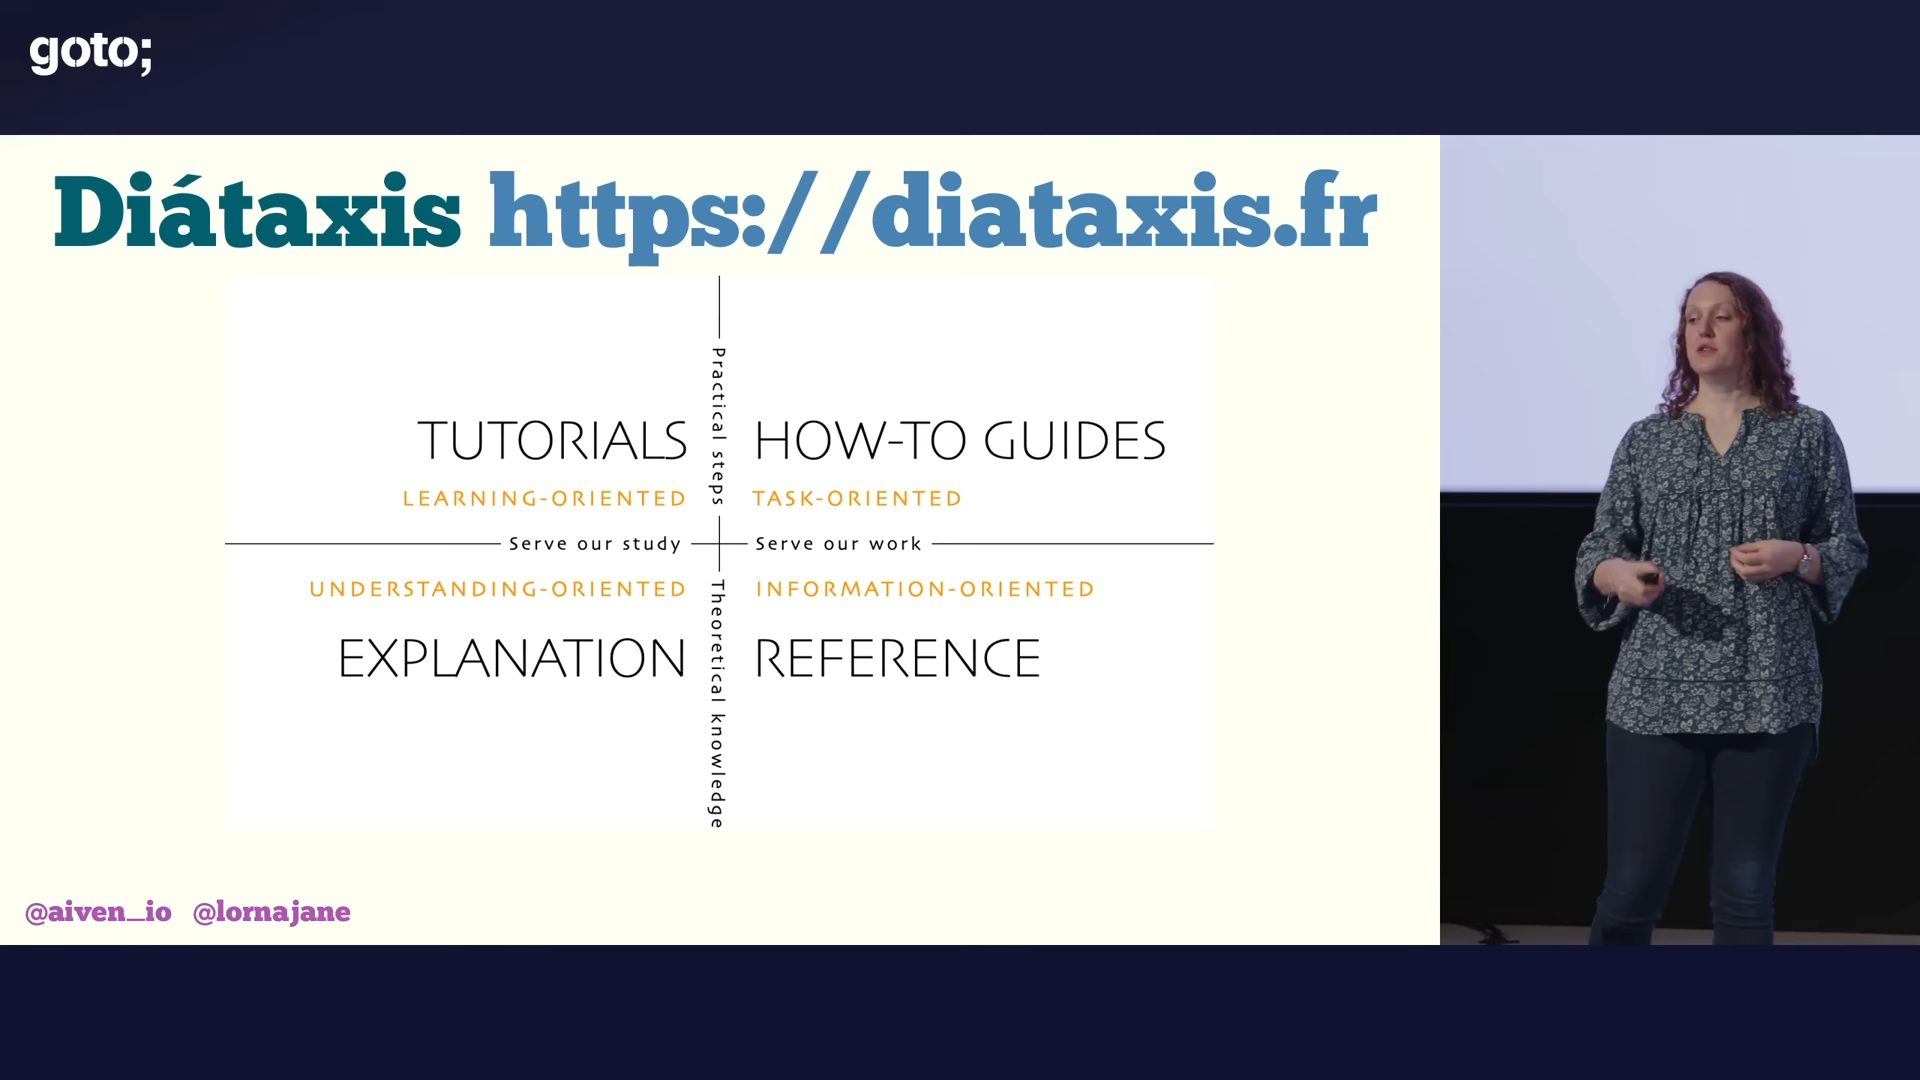 goto;
Diátaxis https://diataxis.fr
Practical steps
TUTORIALS
HOW-TO GUIDES
LEARNING-ORIENTED
TASK-ORIENTED
Serve our study
Serve our work
UNDERSTANDING-ORIENTED
INFORMATION-ORIENTED
Theoretical knowledge
EXPLANATION
REFERENCE
@aiven_io @lornajane